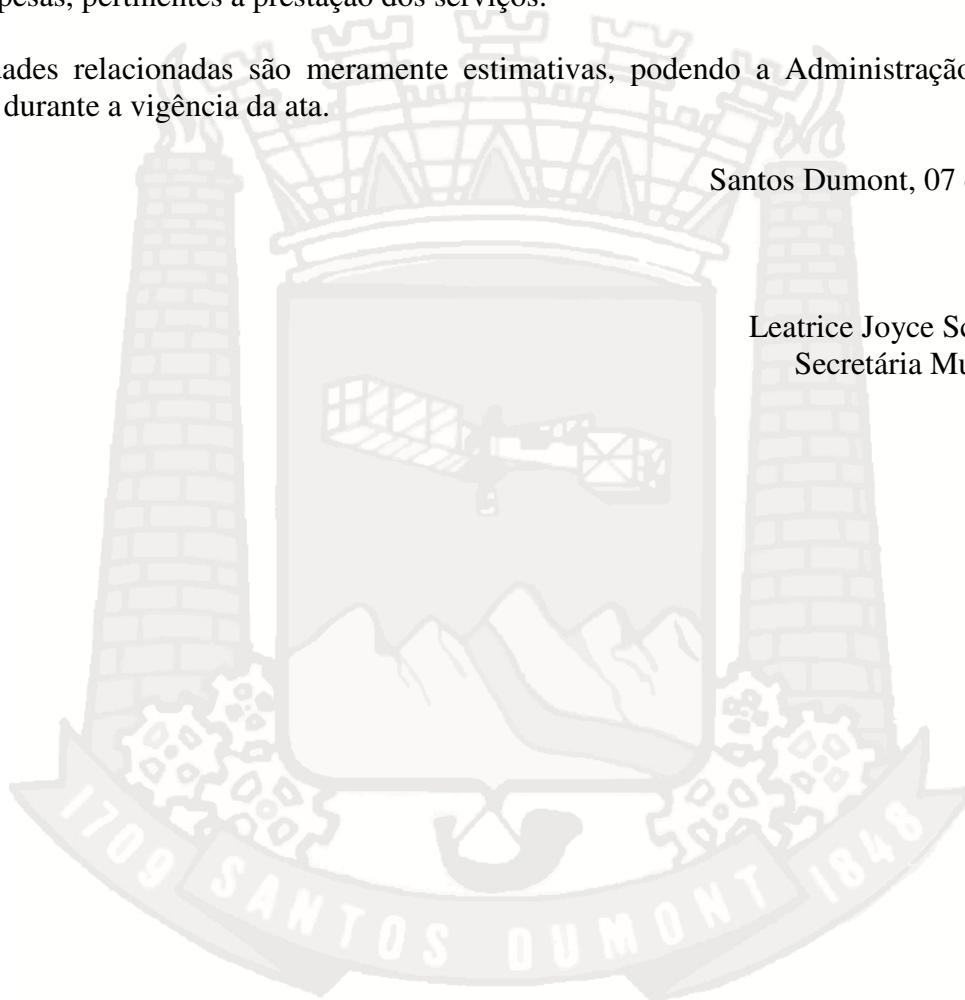 pesas, pertinentes à prestação dos serviços.
dades relacionadas são meramente estimativas, podendo a Administração
durante a vigência da ata.
Santos Dumont, 07
Leatrice Joyce
Secretária
1709 SANTOS DUMONT 1848